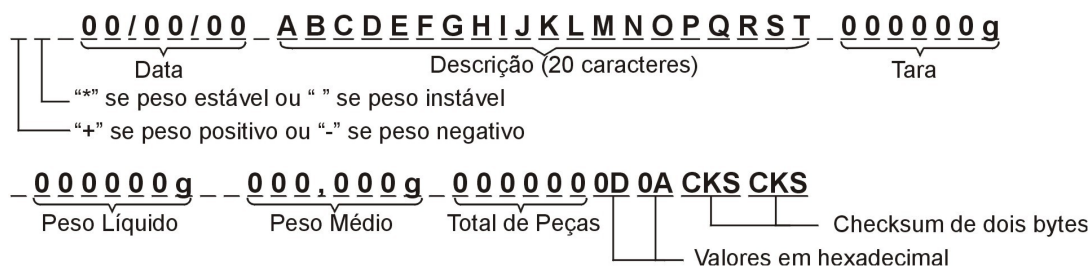 _ _ _ 00/00/00 _ ABCDEFGHIJKLMNOPQRST _ 000000g
Data Descrição (20 caracteres) Tara
“*” se peso estável ou “ ” se peso instável
“+” se peso positivo ou “-” se peso negativo
_ 000000g _ _ 000,000g _ 0000000 0D 0A CKS CKS
Peso Líquido Peso Médio Total de Peças
Checksum de dois bytes
Valores em hexadecimal